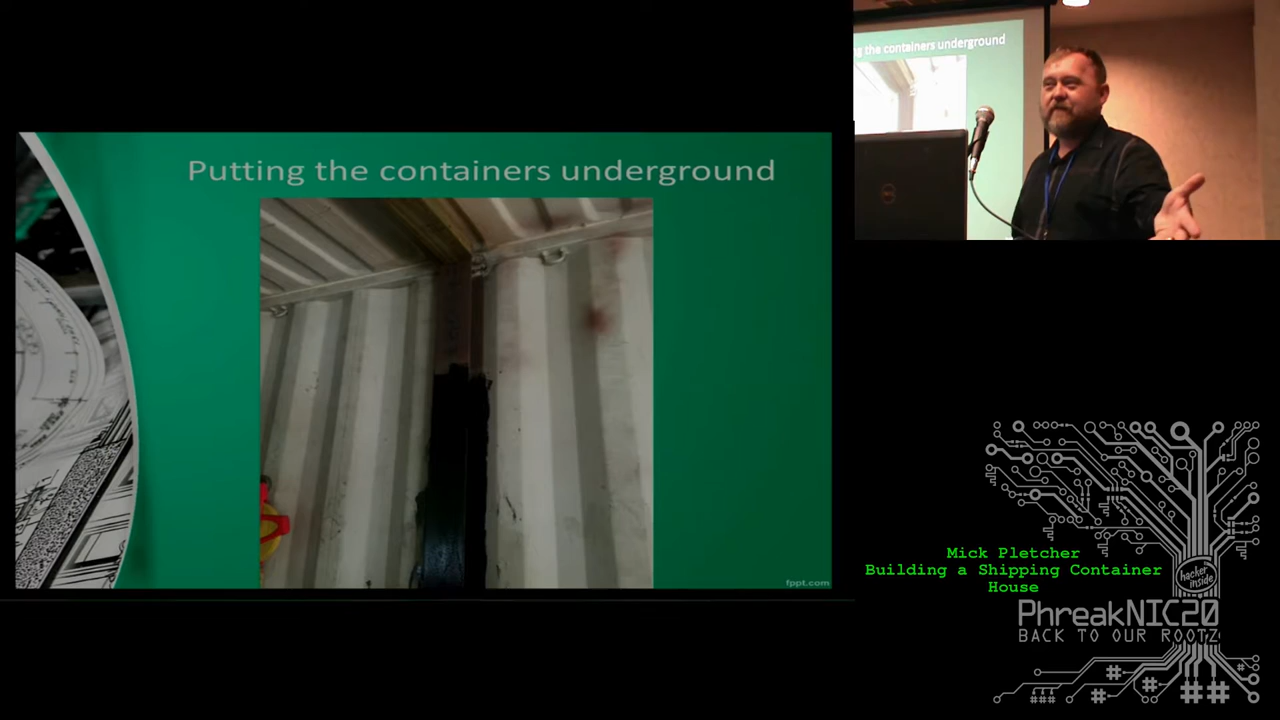 Putting the containers underground
fppt.com
ng the containers underground
Mick Pletcher
Building a Shipping Container
House
hacker
inside
PhreakNIC20
BACK TO OUR ROOTZ